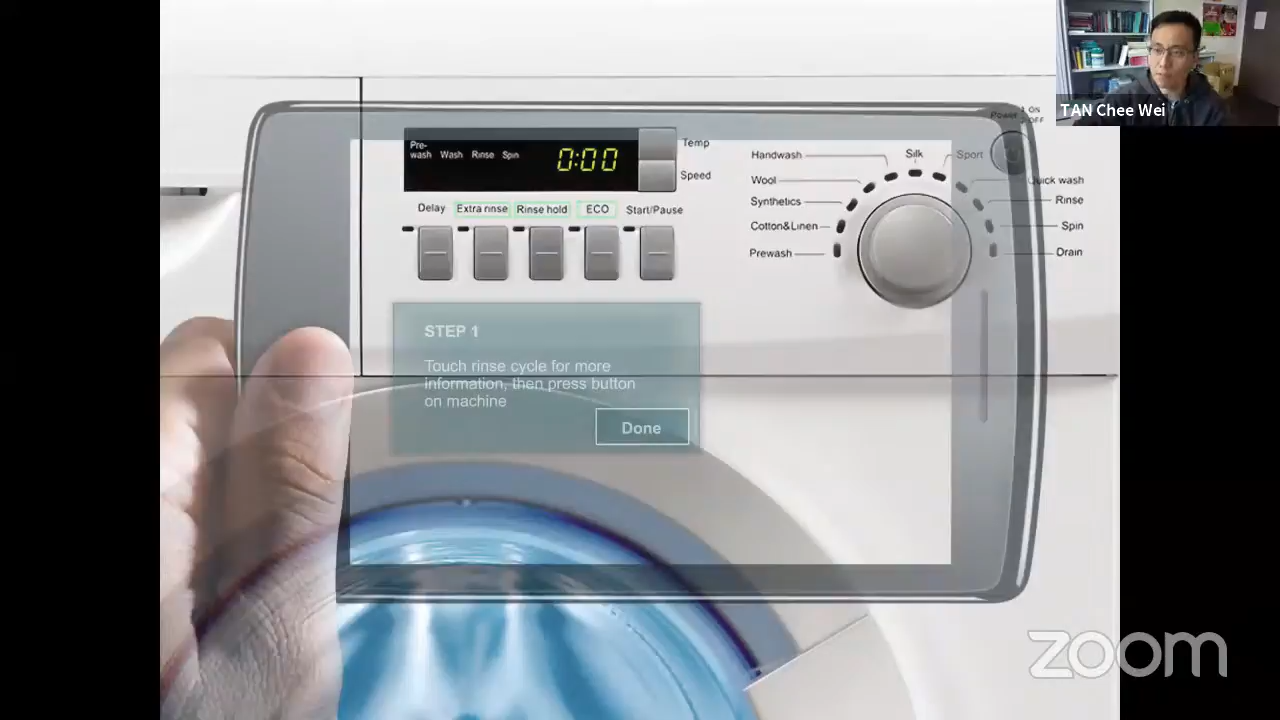 TAN Chee Wei
Power
ON
OFF
Pre-
wash Wash Rinse Spin
0:00
Temp
Speed
Delay Extra rinse Rinse hold ECO Start/Pause
Handwash
Wool
Synthetics
Cotton&Linen
Prewash
Silk
Sport
Quick wash
Rinse
Spin
Drain
STEP 1
Touch rinse cycle for more
information, then press button
on machine
Done
zoom